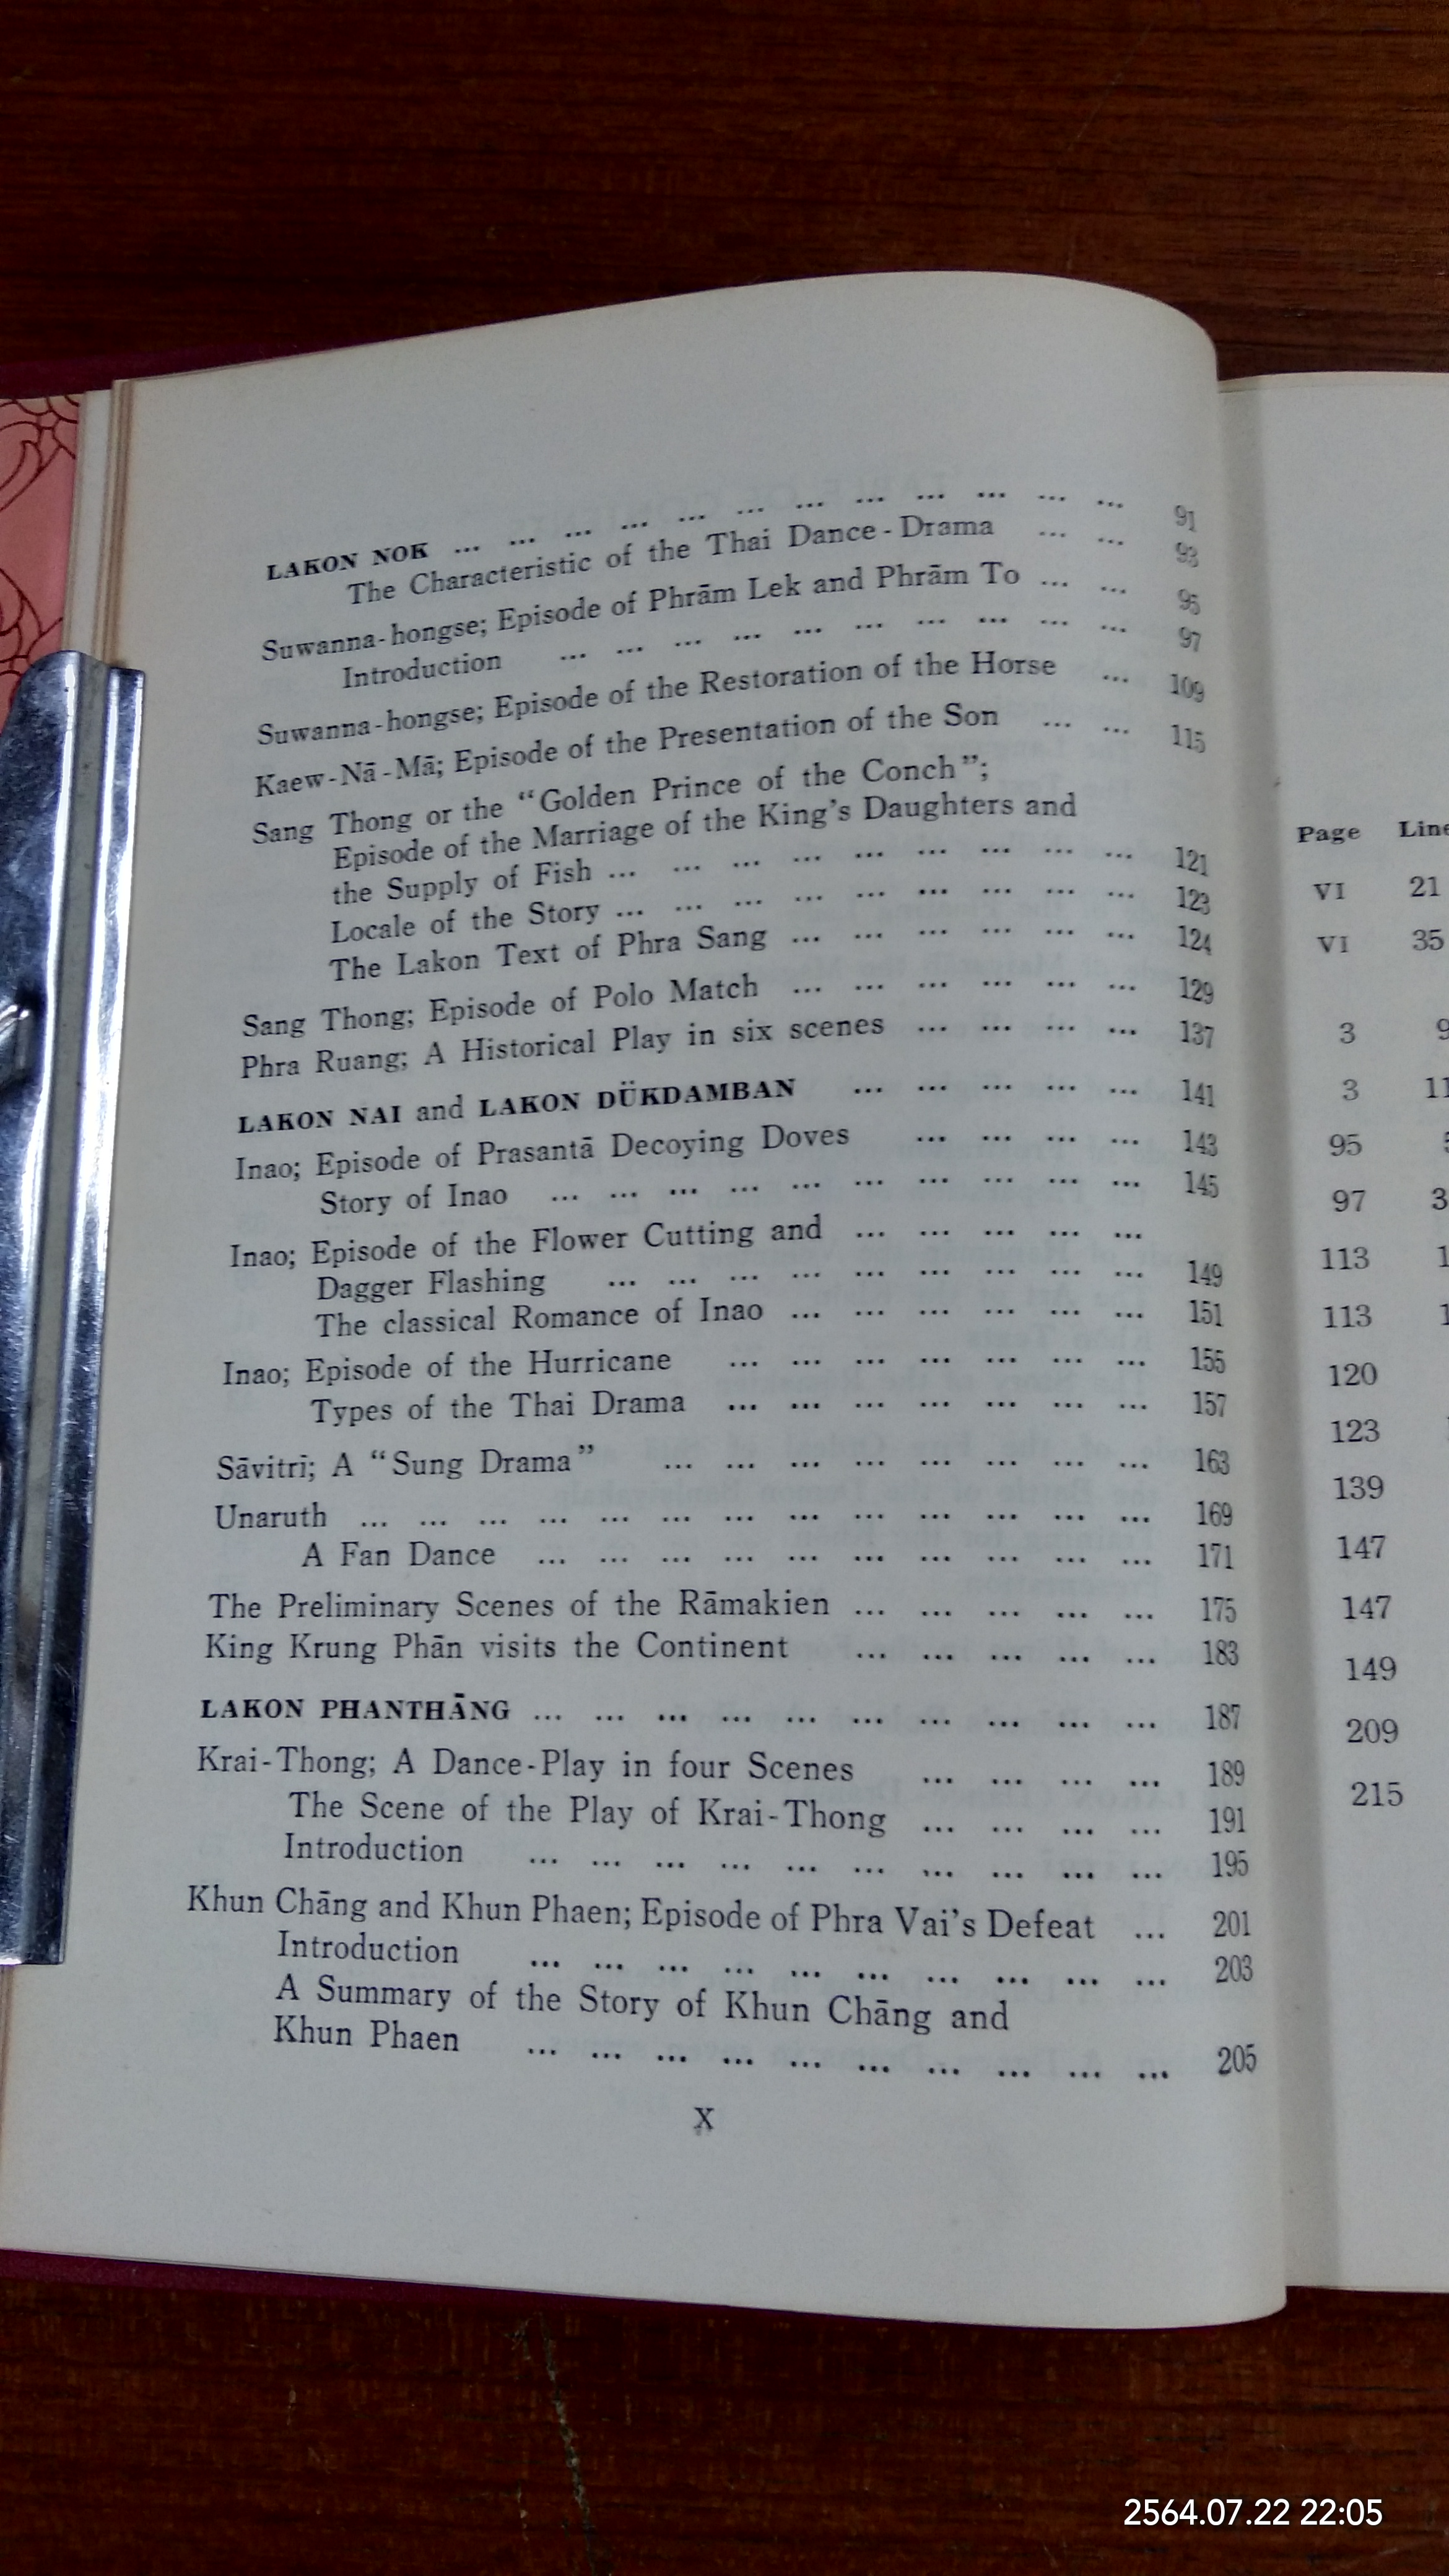 LAKON NOK ... ... ... ... ... ... ... ... ... ... ... ... 91
The Characteristic of the Thai Dance-Drama ... ... 93
Suwanna-hongse; Episode of Phrām Lek and Phrām To ... ... 95
Introduction ... ... ... ... ... ... ... ... ... ... 97
Suwanna-hongse; Episode of the Restoration of the Horse ... 109
Kaew-Nā-Mā; Episode of the Presentation of the Son ... ... 115
Sang Thong or the “Golden Prince of the Conch”;
Episode of the Marriage of the King’s Daughters and
the Supply of Fish ... ... ... ... ... ... ... ... ... 121
Locale of the Story ... ... ... ... ... ... ... ... ... 123
The Lakon Text of Phra Sang ... ... ... ... ... ... 124
Sang Thong; Episode of Polo Match ... ... ... ... ... ... 129
Phra Ruang; A Historical Play in six scenes ... ... ... ... 137
LAKON NAI and LAKON DÜKDAMBAN ... ... ... ... ... 141
Inao; Episode of Prasantā Decoying Doves ... ... ... ... 143
Story of Inao ... ... ... ... ... ... ... ... ... ... 145
Inao; Episode of the Flower Cutting and ... ... ... ... ...
Dagger Flashing ... ... ... ... ... ... ... ... ... 149
The classical Romance of Inao ... ... ... ... ... ... 151
Inao; Episode of the Hurricane ... ... ... ... ... ... ... 155
Types of the Thai Drama ... ... ... ... ... ... ... 157
Sāvitrī; A “Sung Drama” ... ... ... ... ... ... ... ... 163
Unaruth ... ... ... ... ... ... ... ... ... ... ... ... ... 169
A Fan Dance ... ... ... ... ... ... ... ... ... ... 171
The Preliminary Scenes of the Rāmakien ... ... ... ... ... 175
King Krung Phān visits the Continent ... ... ... ... ... 183
LAKON PHANTHĀNG ... ... ... ... ... ... ... ... ... ... 187
Krai-Thong; A Dance-Play in four Scenes ... ... ... ... 189
The Scene of the Play of Krai-Thong ... ... ... ... 191
Introduction ... ... ... ... ... ... ... ... ... ... 195
Khun Chāng and Khun Phaen; Episode of Phra Vai’s Defeat ... 201
Introduction ... ... ... ... ... ... ... ... ... ... 203
A Summary of the Story of Khun Chāng and
Khun Phaen ... ... ... ... ... ... ... ... ... ... 205
X
Page Line
VI 21
VI 35
3 9
3 11
95
97
113
113
120
123
139
147
147
149
209
215
2564.07.22 22:05